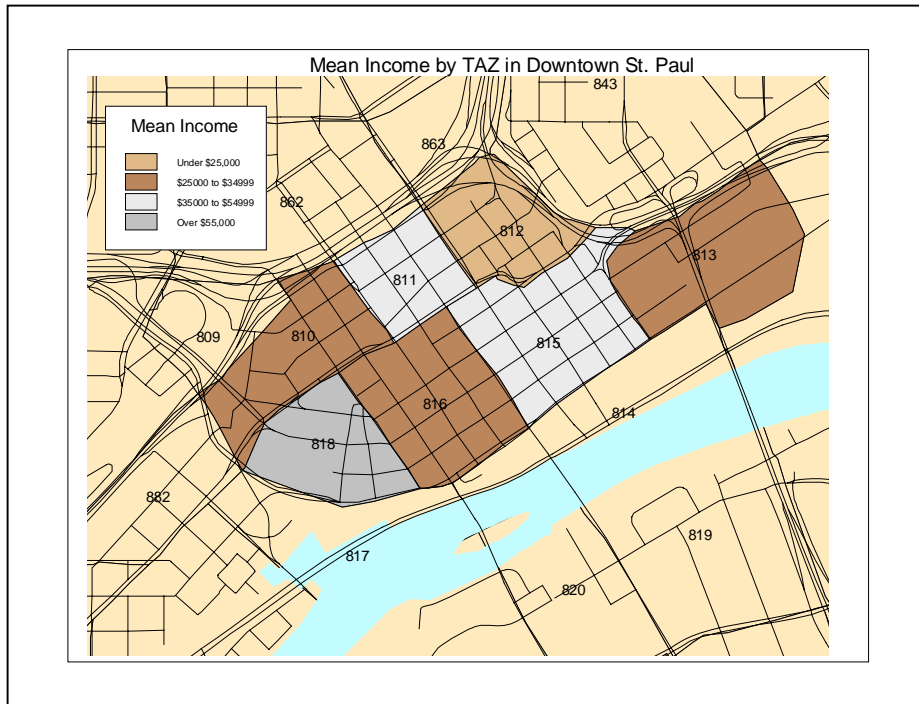 Mean Income by TAZ in Downtown St. Paul
Mean Income
Under $25,000
$25000 to $34999
$35000 to $54999
Over $55,000
843
863
862
812
813
811
809
810
815
816
814
818
882
817
819
820